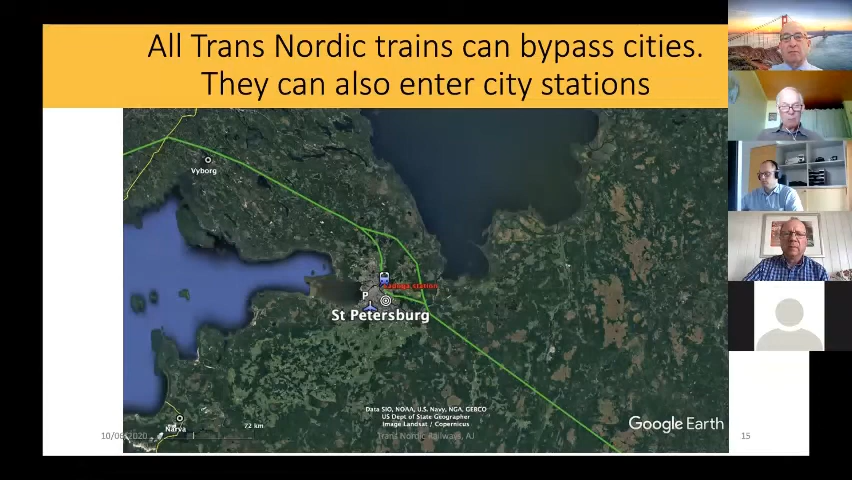 All Trans Nordic trains can bypass cities.
They can also enter city stations
Vyborg
station
P
St Petersburg
Data SIO, NOAA, U.S. Navy, NGA, GEBCO
US Dept of State Geographer
Image Landsat / Copernicus
Google Earth
Narva
72 km
Trans Nordic Railways, AJ
15